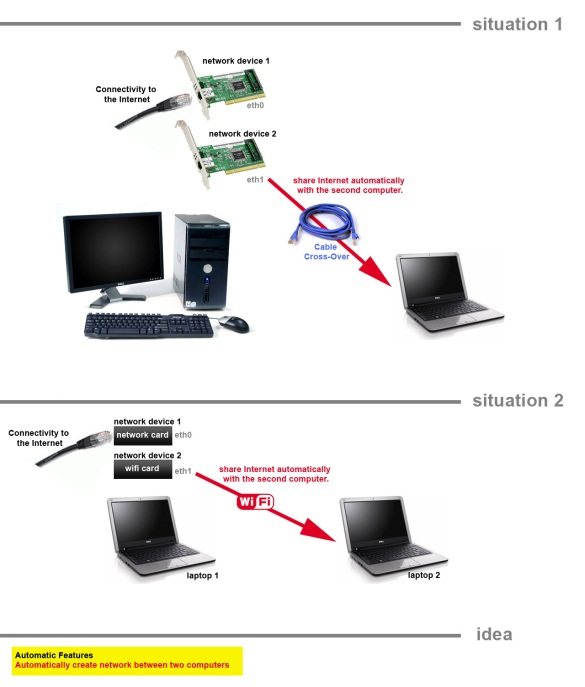 situation 1
network device 1
Connectivity to
the Internet
eth0
network device 2
eth1
share Internet automatically
with the second computer.
Cable
Cross-Over
DELL
situation 2
network device 1
Connectivity to
the Internet
network card eth0
network device 2
wifi card eth1
share Internet automatically
with the second computer.
Wi Fi
laptop 1
laptop 2
idea
Automatic Features
Automatically create network between two computers